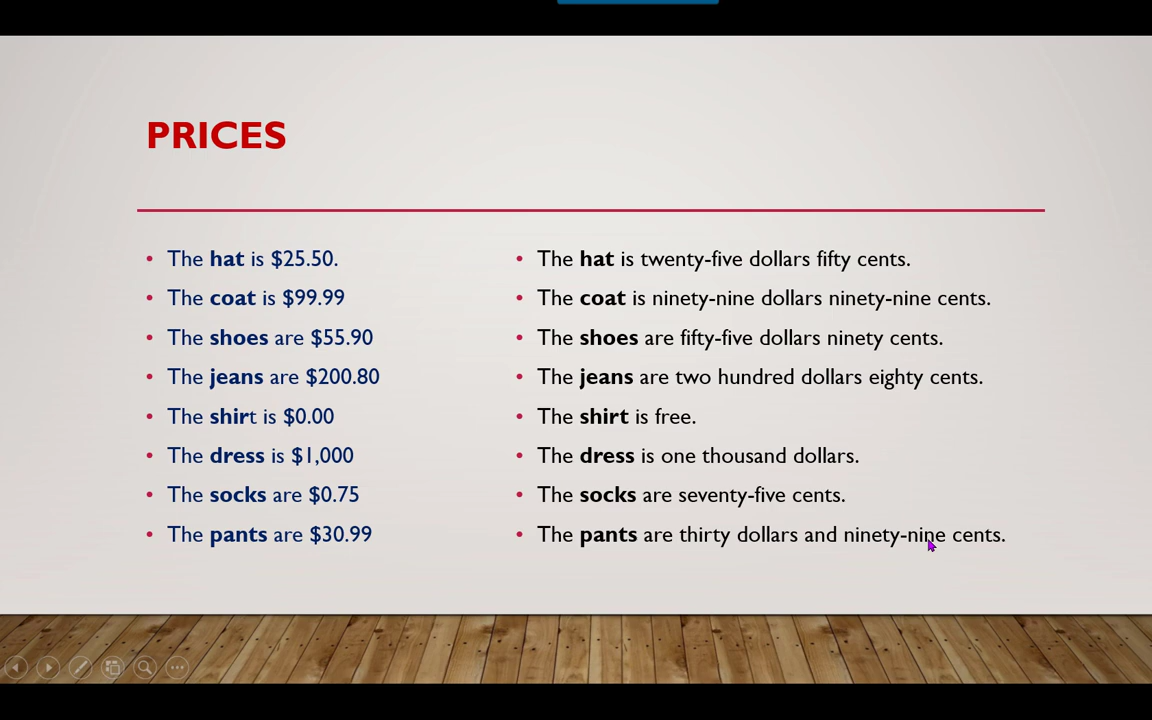 PRICES
• The hat is $25.50.
• The coat is $99.99
• The shoes are $55.90
• The jeans are $200.80
• The shirt is $0.00
• The dress is $1,000
• The socks are $0.75
• The pants are $30.99
• The hat is twenty-five dollars fifty cents.
• The coat is ninety-nine dollars ninety-nine cents.
• The shoes are fifty-five dollars ninety cents.
• The jeans are two hundred dollars eighty cents.
• The shirt is free.
• The dress is one thousand dollars.
• The socks are seventy-five cents.
• The pants are thirty dollars and ninety-nine cents.